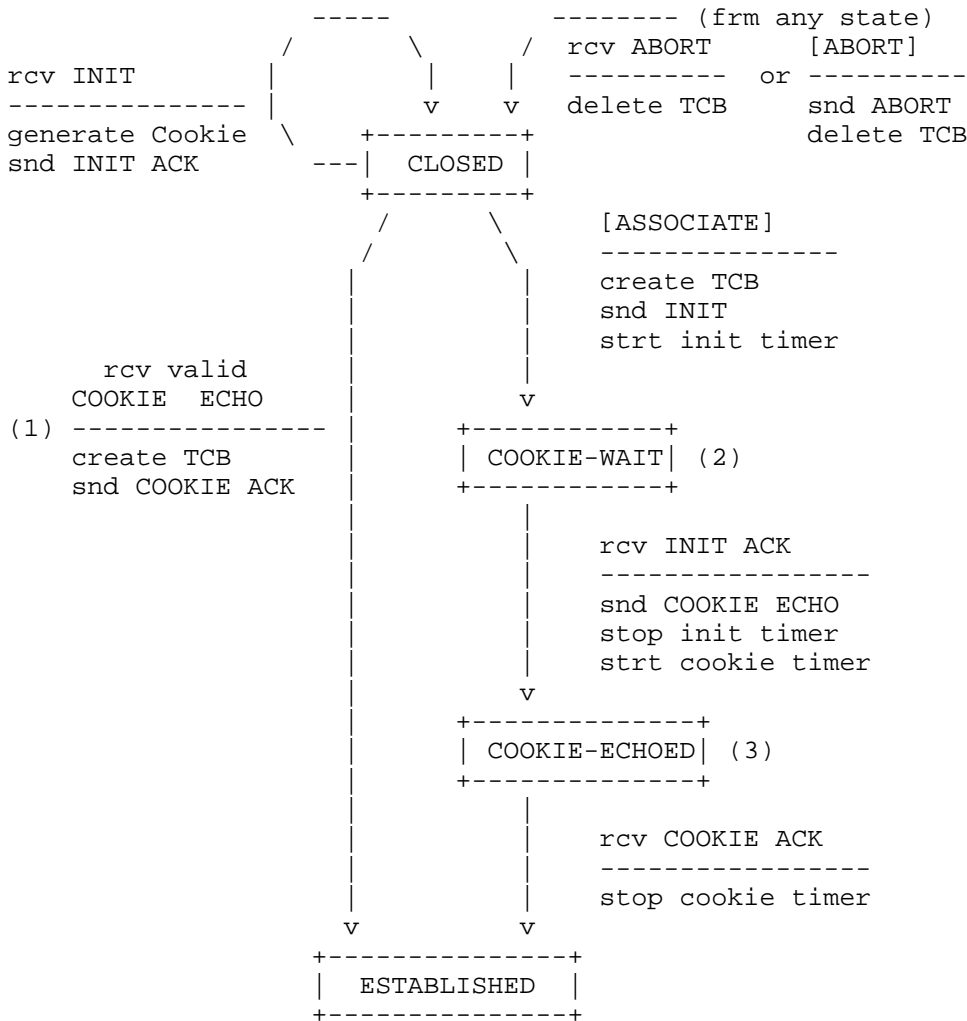 ----- -------- (frm any state)
/ \ / rcv ABORT [ABORT]
rcv INIT | | | ---------- or ----------
--------------- | v v delete TCB snd ABORT
generate Cookie \ +---------+ delete TCB
snd INIT ACK ---| CLOSED |
+---------+
/ \ [ASSOCIATE]
/ \ ---------------
| | create TCB
| | snd INIT
| | strt init timer
rcv valid | |
COOKIE ECHO | v
(1) ---------------- | +------------+
create TCB | | COOKIE-WAIT| (2)
snd COOKIE ACK | +------------+
| |
| | rcv INIT ACK
| | -----------------
| | snd COOKIE ECHO
| | stop init timer
| | strt cookie timer
| v
| +--------------+
| | COOKIE-ECHOED| (3)
| +--------------+
| |
| | rcv COOKIE ACK
| | -----------------
| | stop cookie timer
v v
+---------------+
| ESTABLISHED |
+---------------+